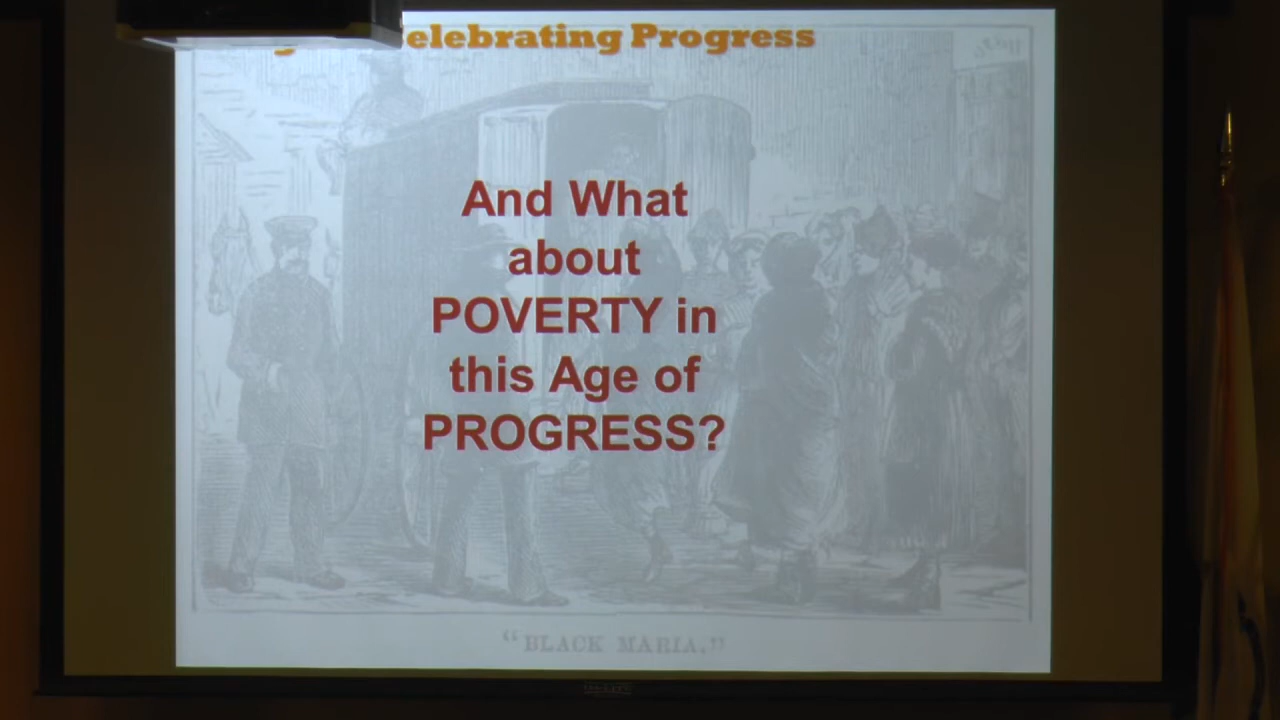 elebrating Progress
And What
about
POVERTY in
this Age of
PROGRESS?
"BLACK MARIA."